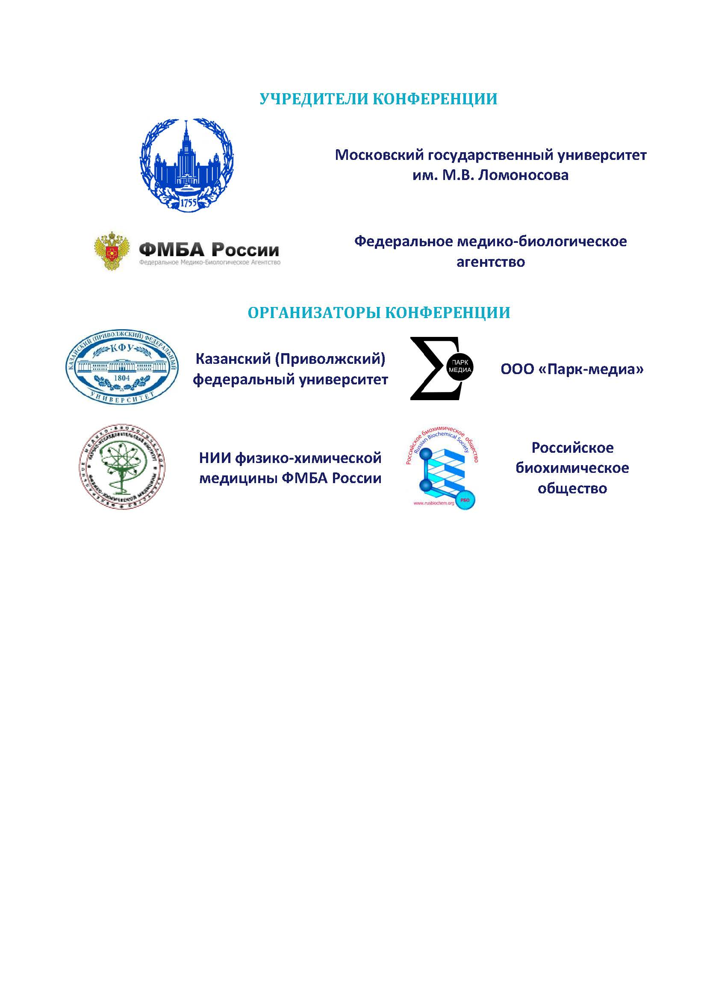 УЧРЕДИТЕЛИ КОНФЕРЕНЦИИ
1755
Московский государственный университет
им. М.В. Ломоносова
ФМБА России
Федеральное Медико-Биологическое Агентство
Федеральное медико-биологическое
агентство
ОРГАНИЗАТОРЫ КОНФЕРЕНЦИИ
КАЗАНСКИЙ (ПРИВОЛЖСКИЙ) ФЕДЕРАЛЬНЫЙ
КФУ
1804
УНИВЕРСИТЕТ
Казанский (Приволжский)
федеральный университет
ПАРК
МЕДИА
ООО «Парк-медиа»
НИИ физико-химической
медицины ФМБА России
Российское биохимическое общество
Russian Biochemical Society
РБО
www.rusbiochem.org
Российское
биохимическое
общество